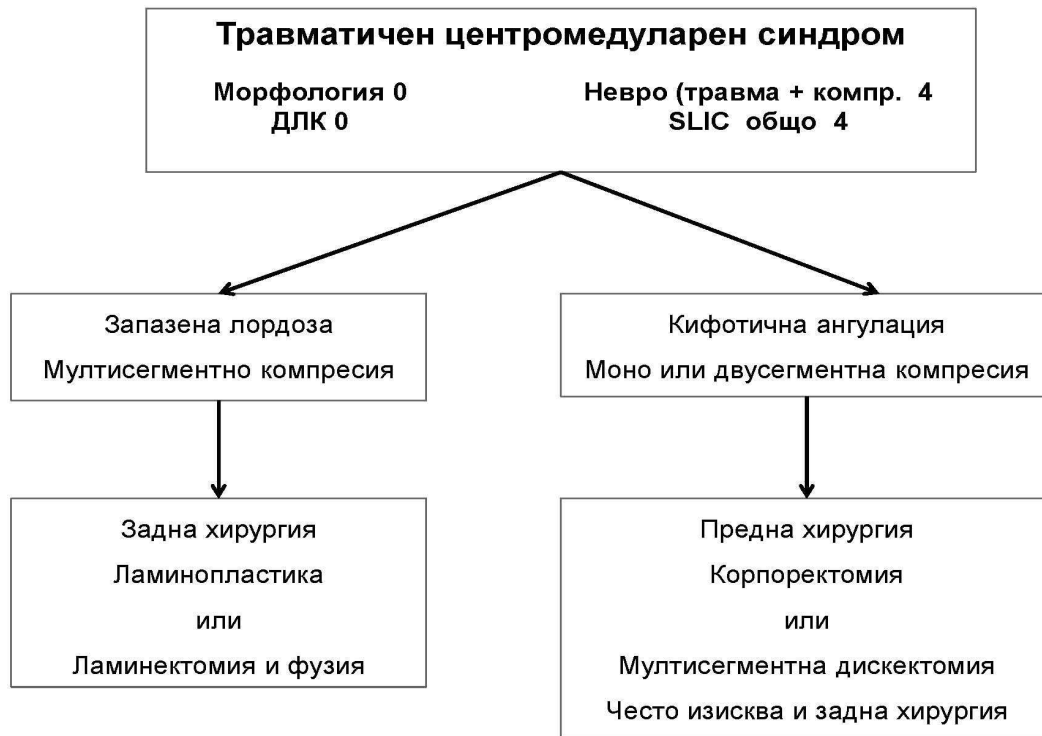 Травматичен центромедуларен синдром
Морфология 0
ДЛК 0
Невро (травма + компр. 4
SLIC общо 4
Запазена лордоза
Мултисегментно компресия
Кифотична ангулация
Моно или двусегментна компресия
Задна хирургия
Ламинопластика
или
Ламинектомия и фузия
Предна хирургия
Корпоректомия
или
Мултисегментна дискектомия
Често изисква и задна хирургия